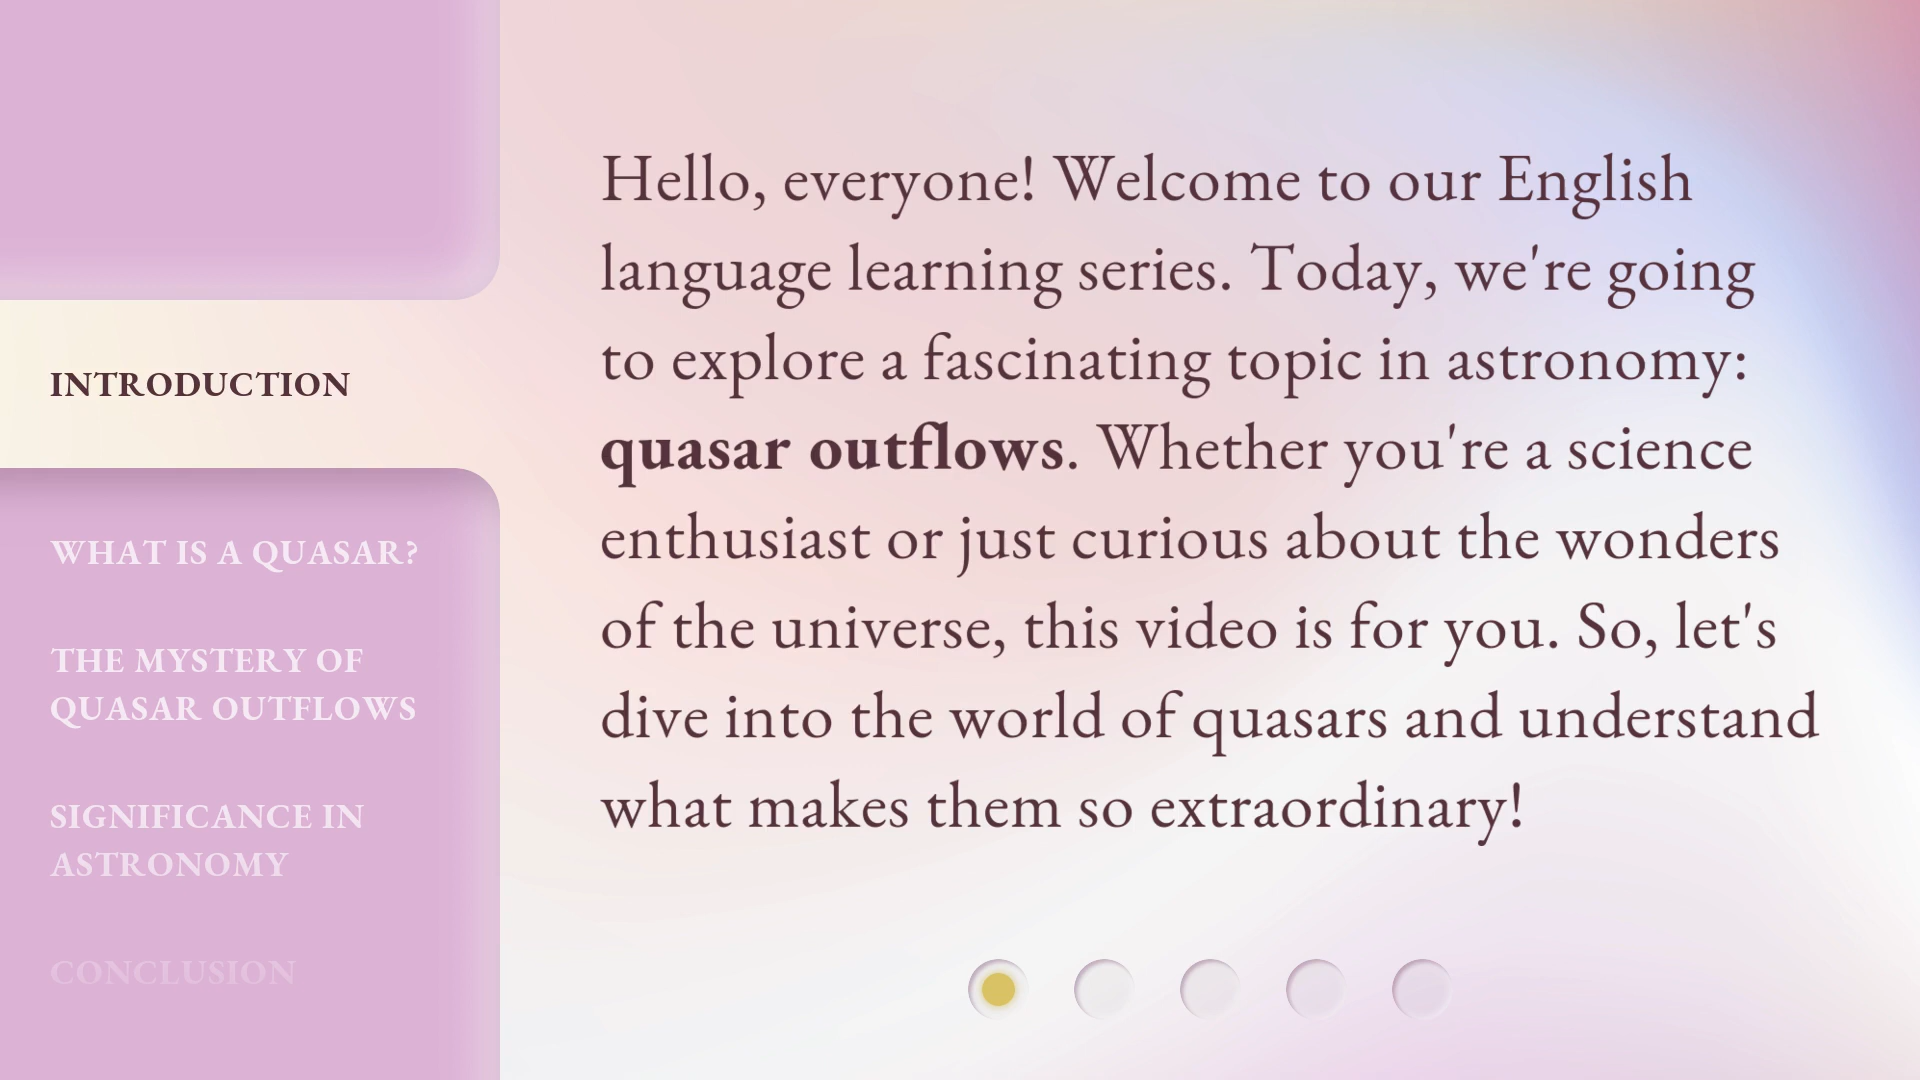 INTRODUCTION
WHAT IS A QUASAR?
THE MYSTERY OF
QUASAR OUTFLOWS
SIGNIFICANCE IN
ASTRONOMY
CONCLUSION
Hello, everyone! Welcome to our English
language learning series. Today, we're going
to explore a fascinating topic in astronomy:
quasar outflows. Whether you're a science
enthusiast or just curious about the wonders
of the universe, this video is for you. So, let's
dive into the world of quasars and understand
what makes them so extraordinary!